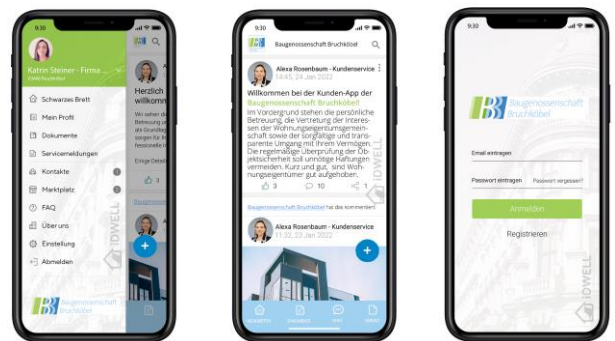 9:30
Katrin Steiner - Firma ...
Schwarzes Brett
Mein Profil
Dokumente
Servicemeldungen
Kontakte
Marktplatz
FAQ
Über uns
Einstellung
Abmelden
Baugenossenschaft
Bruchköbel
iDWELL
Herzlich
willkomm
3
9:30
Baugenossenschaft Bruchköbel
Alexa Rosenbaum - Kundenservice
14:45, 24 Jan 2022
Willkommen bei der Kunden-App der
Baugenossenschaft Bruchköbel!
Im Vordergrund stehen die persönliche
Betreuung, die Vertretung der Interes-
sen der Wohnungseigentumsgemein-
schaft sowie der sorgfältige und trans-
parente Umgang mit Ihrem Vermögen.
Die regelmäßige Überprüfung der Ob-
jektsicherheit soll unnötige Haftungen
vermeiden. Kurz und gut, sind Woh-
nungseigentümer gut aufgehoben.
3 10 1
Baugenossenschaft Bruchköbel hat das kommentiert
Alexa Rosenbaum - Kundenservice
11:32, 23 Jan 2022
iDWELL
9:30
Baugenossenschaft
Bruchköbel
Email eintragen
Passwort eintragen Passwort vergessen?
Anmelden
Registrieren
iDWELL